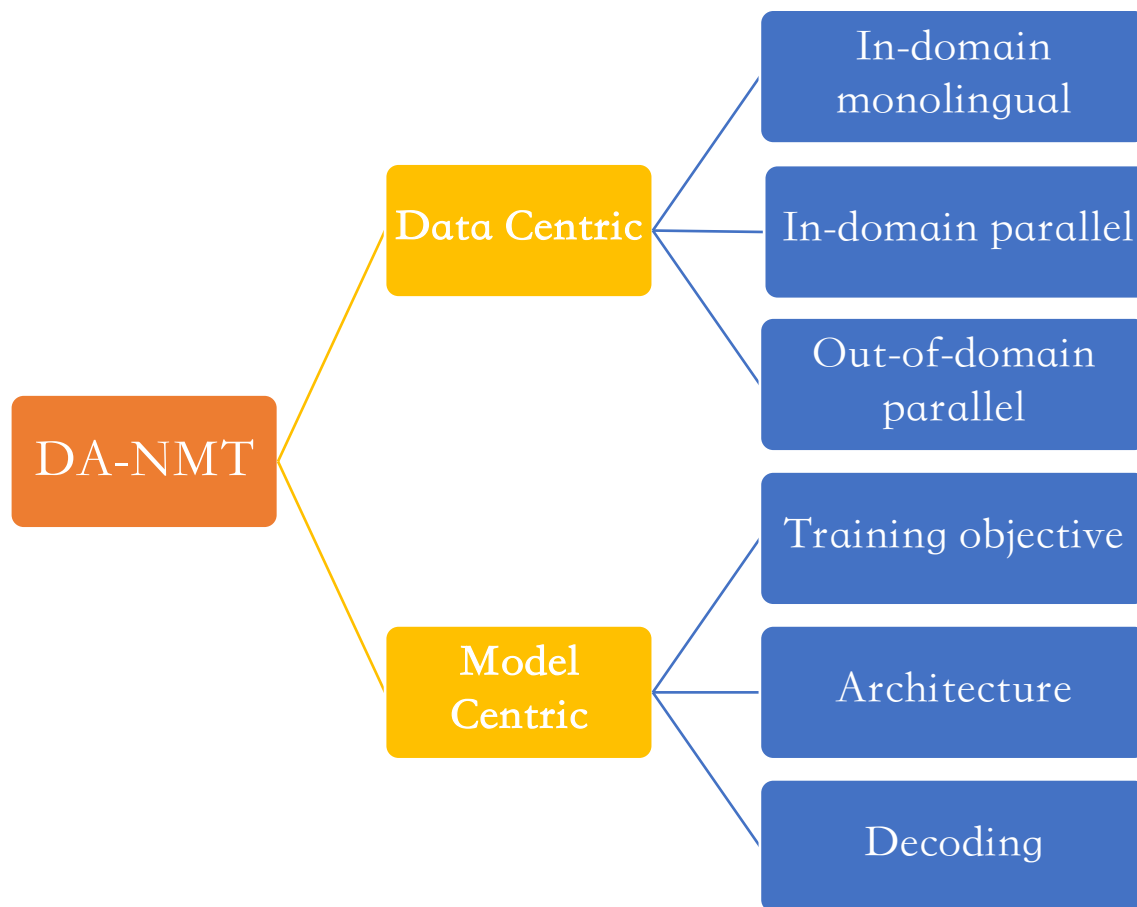 DA-NMT
Data Centric
In-domain
monolingual
In-domain parallel
Out-of-domain
parallel
Model
Centric
Training objective
Architecture
Decoding